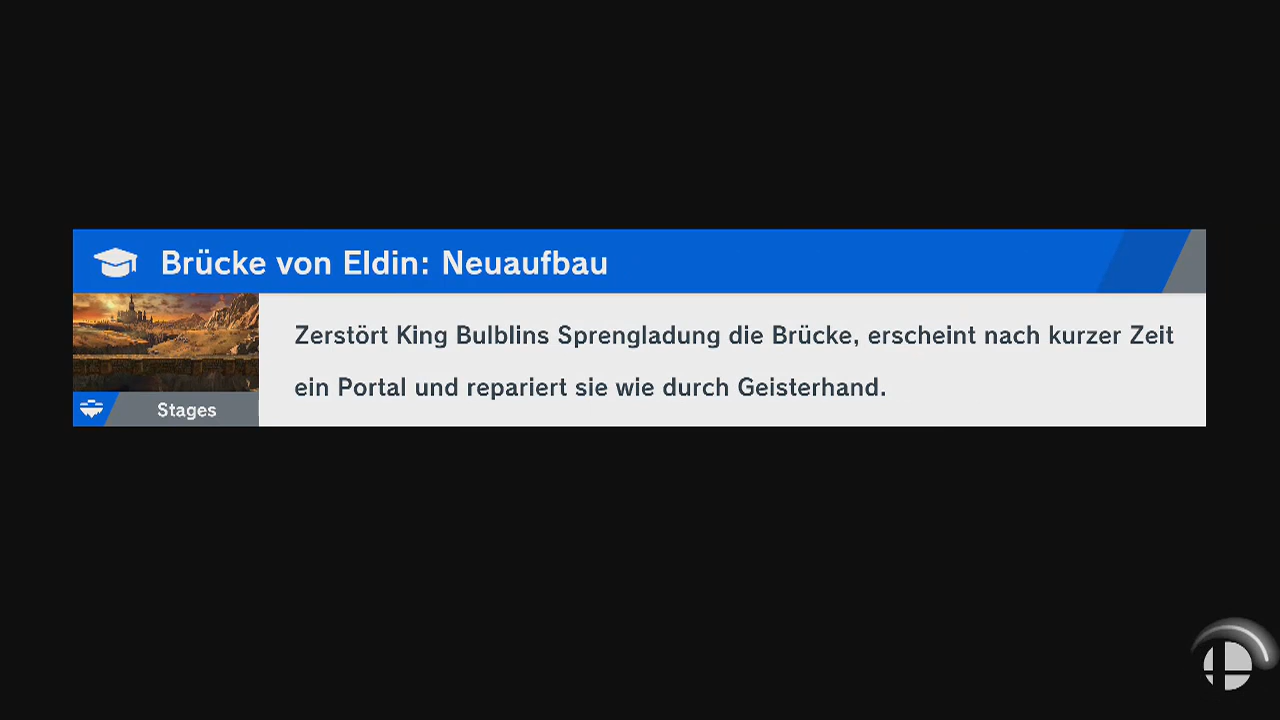 Brücke von Eldin: Neuaufbau
Zerstört King Bulblins Sprengladung die Brücke, erscheint nach kurzer Zeit
ein Portal und repariert sie wie durch Geisterhand.
Stages